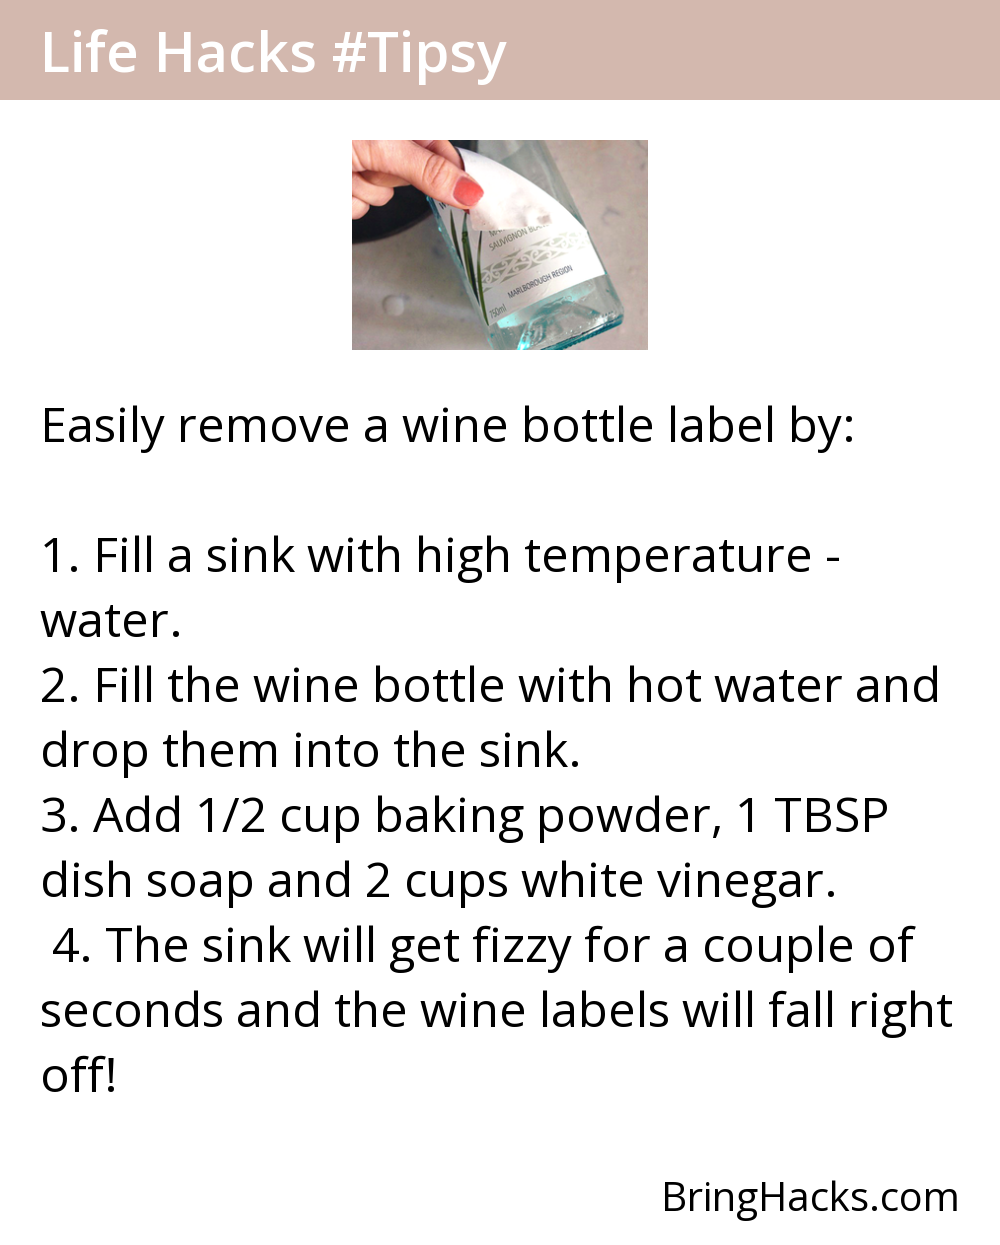 Life Hacks #Tipsy
SAUVIGNON
MARLBOROUGH REGION
750ml
Easily remove a wine bottle label by:
1. Fill a sink with high temperature -
water.
2. Fill the wine bottle with hot water and
drop them into the sink.
3. Add 1/2 cup baking powder, 1 TBSP
dish soap and 2 cups white vinegar.
4. The sink will get fizzy for a couple of
seconds and the wine labels will fall right
off!
BringHacks.com